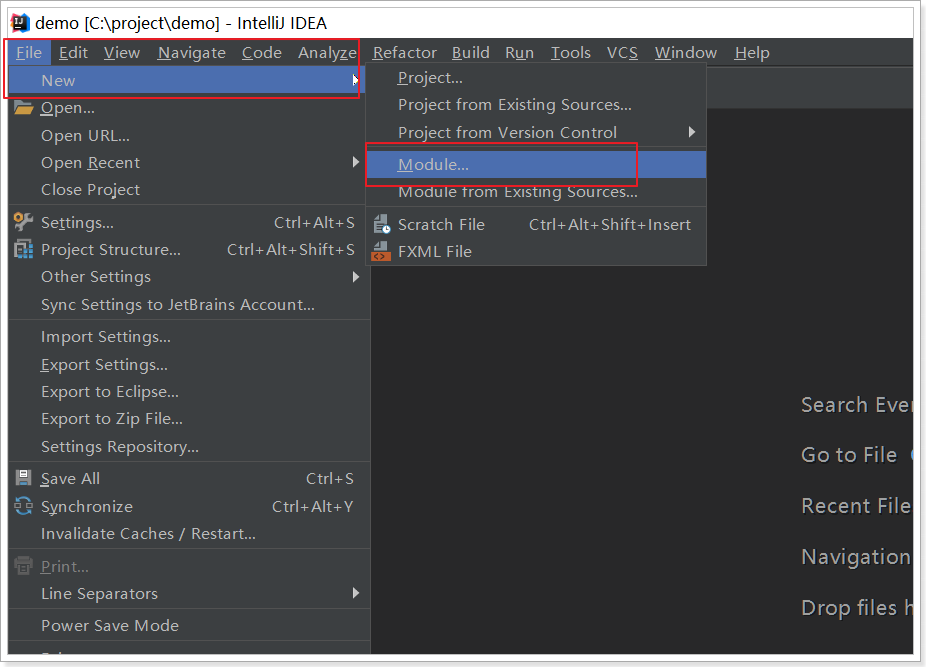 demo [C:\project\demo] - IntelliJ IDEA
File Edit View Navigate Code Analyze Refactor Build Run Tools VCS Window Help
New
Open...
Open URL...
Open Recent
Close Project
Settings... Ctrl+Alt+S
Project Structure... Ctrl+Alt+Shift+S
Other Settings
Sync Settings to JetBrains Account...
Import Settings...
Export Settings...
Export to Eclipse...
Export to Zip File...
Settings Repository...
Save All Ctrl+S
Synchronize Ctrl+Alt+Y
Invalidate Caches / Restart...
Print...
Line Separators
Power Save Mode
Project...
Project from Existing Sources...
Project from Version Control
Module...
Module from Existing Sources...
Scratch File Ctrl+Alt+Shift+Insert
FXML File
Search Eve
Go to File
Recent File
Navigation
Drop files